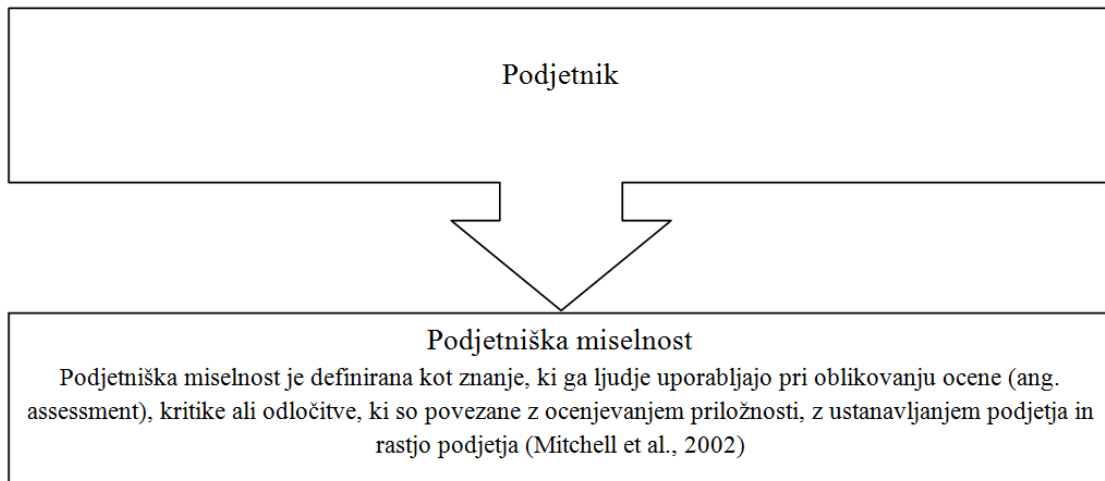 Podjetnik
Podjetniška miselnost
Podjetniška miselnost je definirana kot znanje, ki ga ljudje uporabljajo pri oblikovanju ocene (ang.
assessment), kritike ali odločitve, ki so povezane z ocenjevanjem priložnosti, z ustanavljanjem podjetja in
rastjo podjetja (Mitchell et al., 2002)